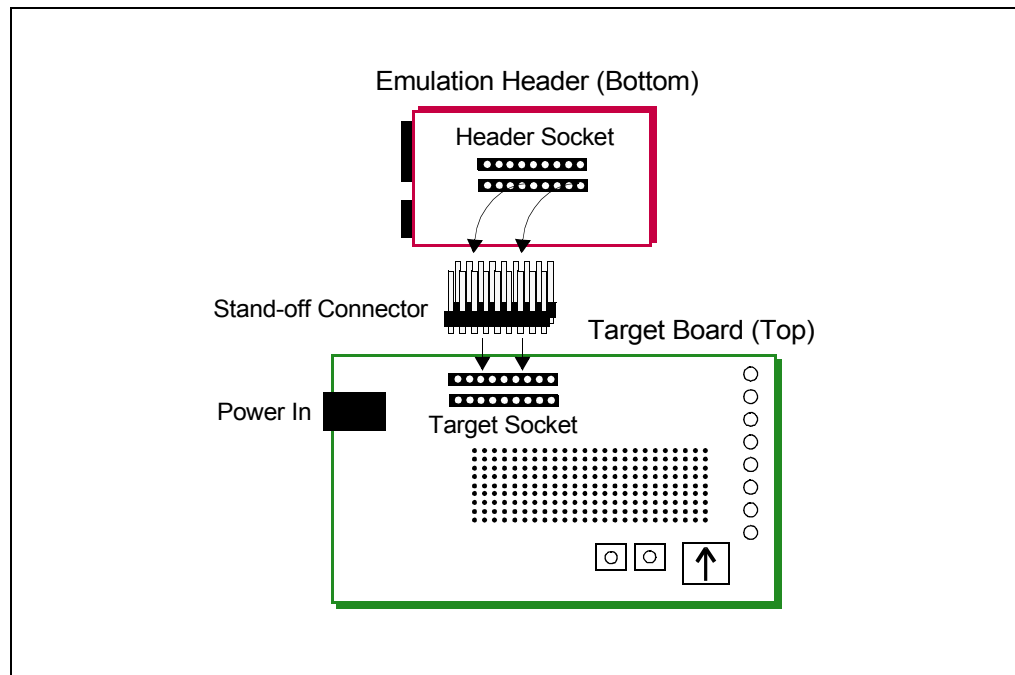 Emulation Header (Bottom)
Header Socket
Stand-off Connector
Target Board (Top)
Power In
Target Socket